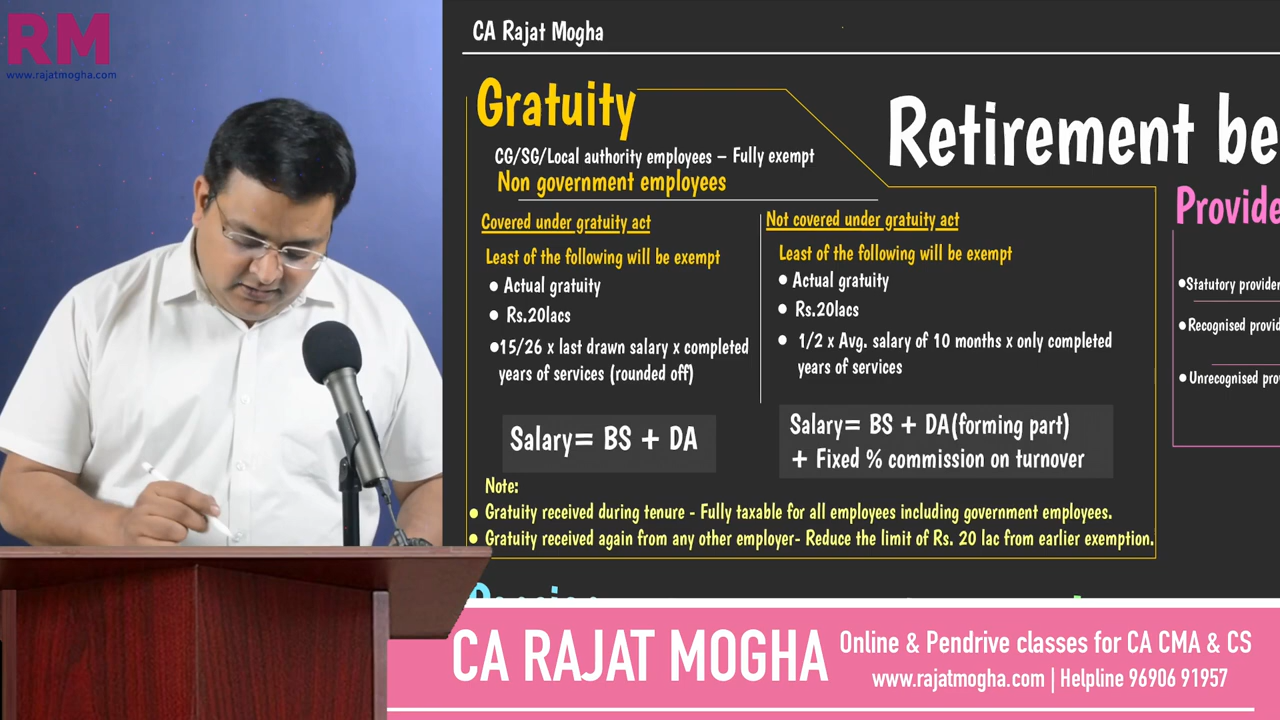 RM
www.rajatmogha.com
CA Rajat Mogha
Gratuity
CG/SG/Local authority employees – Fully exempt
Non government employees
Covered under gratuity act
Least of the following will be exempt
• Actual gratuity
• Rs.20lacs
•15/26 x last drawn salary x completed
years of services (rounded off)
Salary= BS + DA
Not covered under gratuity act
Least of the following will be exempt
• Actual gratuity
• Rs.20lacs
• 1/2 x Avg. salary of 10 months x only completed
years of services
Salary= BS + DA(forming part)
+ Fixed % commission on turnover
Note:
• Gratuity received during tenure - Fully taxable for all employees including government employees.
• Gratuity received again from any other employer- Reduce the limit of Rs. 20 lac from earlier exemption.
Retirement be
Provide
•Statutory provider
• Recognised provid
• Unrecognised pro
CA RAJAT MOGHA
Online & Pendrive classes for CA CMA & CS
www.rajatmogha.com | Helpline 96906 91957